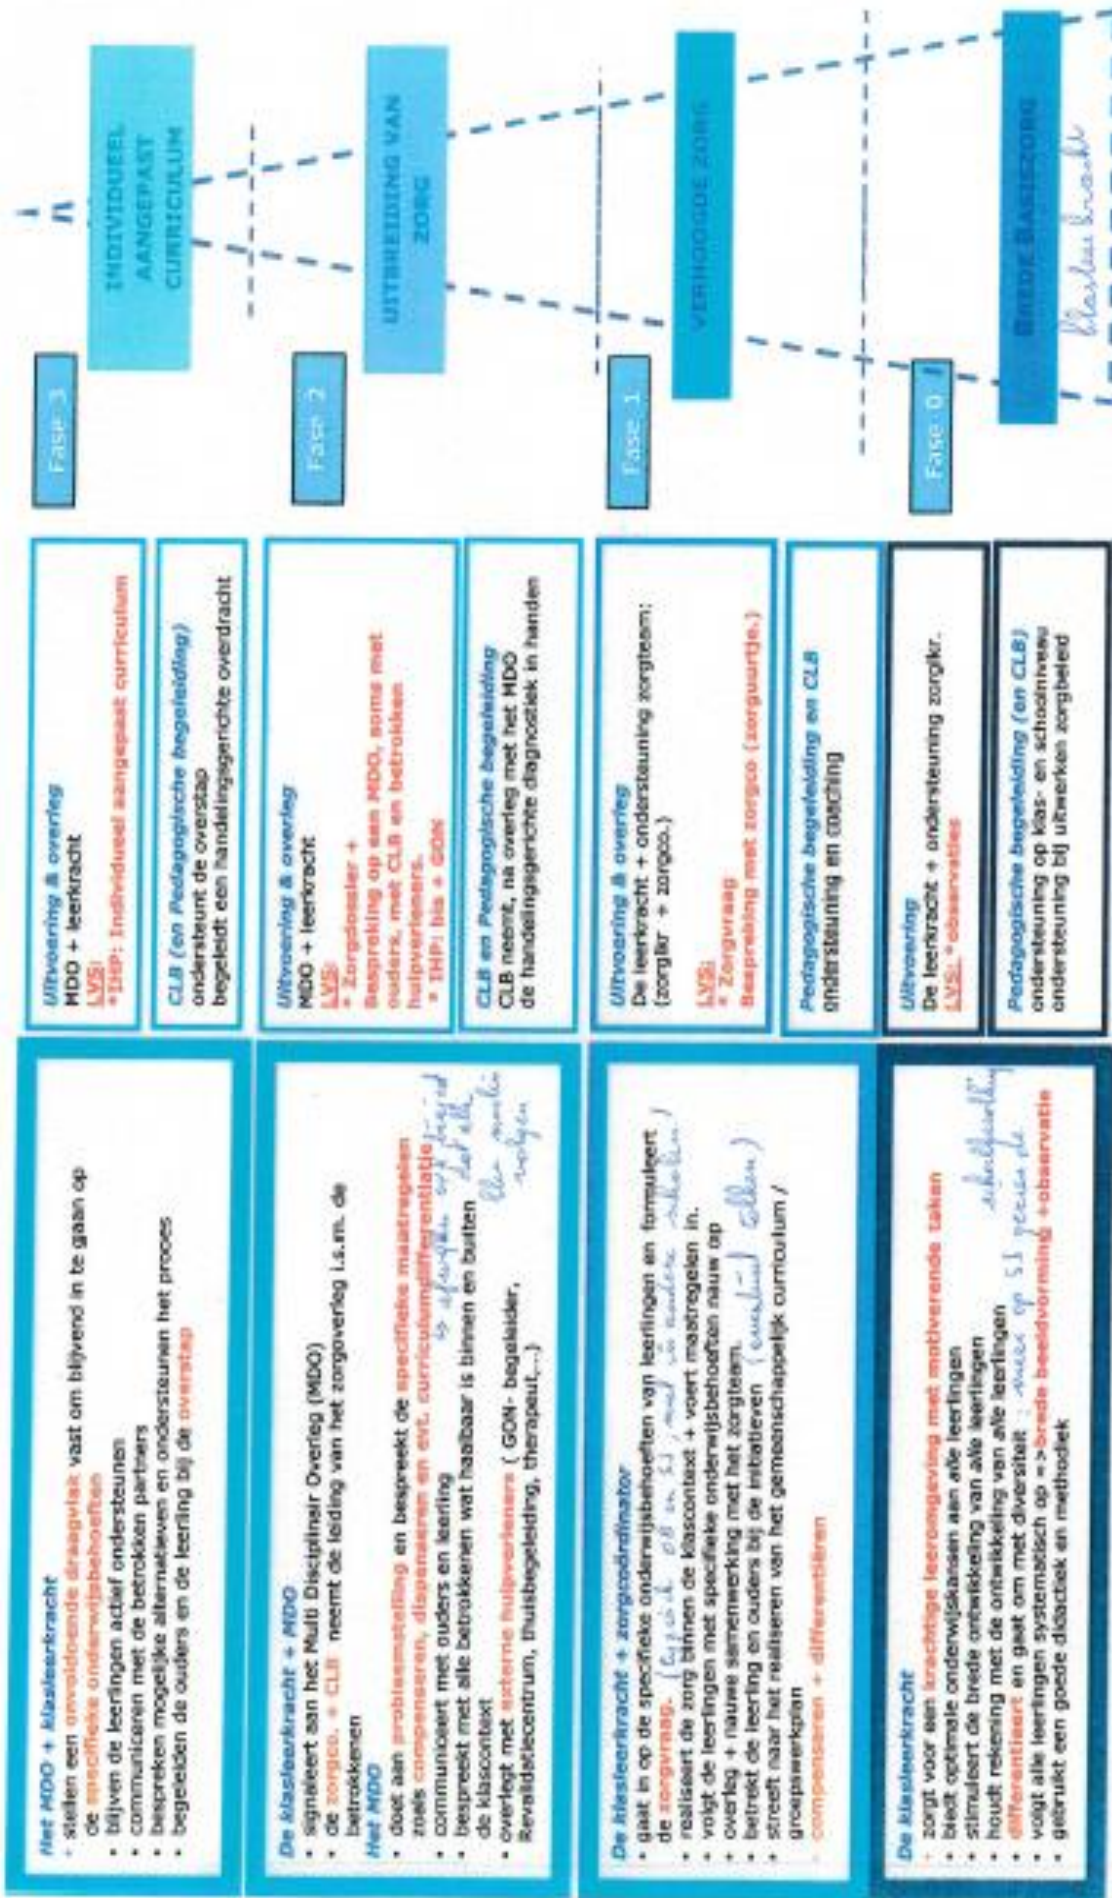 Het MDO + klasleerkracht
- stellen een onvoldoende draagvlak vast om blijvend in te gaan op
de specifieke onderwijsbehoeften
• blijven de leerlingen actief ondersteunen
• communiceren met de betrokken partners
• bespreken mogelijke alternatieven en ondersteunen het proces
• begeleiden de ouders en de leerling bij de overstap
Uitvoering & overleg
MDO + leerkracht
LVS:
*IHP: Individueel aangepast curriculum
CLB (en Pedagogische begeleiding)
ondersteunt de overstap
begeleidt een handelingsgerichte overdracht
Fase 3
INDIVIDUEEL
AANGEPAST
CURRICULUM
De klasleerkracht + MDO
• signaleert aan het Multi Disciplinair Overleg (MDO)
• de zorgco. + CLB neemt de leiding van het zorgoverleg i.s.m. de
betrokkenen
Het MDO
• doet aan probleemstelling en bespreekt de specifieke maatregelen
zoals compenseren, dispenseren en evt. curriculumdifferentiatie
• communiceert met ouders en leerling
• bespreekt met alle betrokkenen wat haalbaar is binnen en buiten
de klascontext
• overlegt met externe hulpverleners ( GON- begeleider,
Revalidatiecentrum, thuisbegeleiding, therapeut,...)
volgen
Uitvoering & overleg
MDO + leerkracht
LVS:
* Zorgdossier +
Bespreking op een MDO, soms met
ouders, met CLB en betrokken
hulpverleners.
* IHP: his + GON
CLB en Pedagogische begeleiding
CLB neemt, na overleg met het MDO
de handelingsgerichte diagnostiek in handen
Fase 2
UITBREIDING VAN
ZORG
De klasleerkracht + zorgcoördinator
• gaat in op de specifieke onderwijsbehoeften van leerlingen en formuleert
de zorgvraag. (typisch OB en SJ, niet in andere scholen)
• realiseert de zorg binnen de klascontext + voert maatregelen in.
• volgt de leerlingen met specifieke onderwijsbehoeften nauw op
• overleg + nauwe samenwerking met het zorgteam.
• betrekt de leerling en ouders bij de initiatieven (eventueel alleen)
• streeft naar het realiseren van het gemeenschappelijk curriculum /
groepswerkplan
- compenseren + differentiëren
Uitvoering & overleg
De leerkracht + ondersteuning zorgteam:
(zorglkr + zorgco.)
LVS:
* Zorgvraag
Bespreking met zorgco (zorguurtje.)
Pedagogische begeleiding en CLB
ondersteuning en coaching
Fase 1
VERHOOGDE ZORG
De klasleerkracht
- zorgt voor een krachtige leeromgeving met motiverende taken
• biedt optimale onderwijskansen aan alle leerlingen
• stimuleert de brede ontwikkeling van alle leerlingen
• houdt rekening met de ontwikkeling van alle leerlingen
• differentieert en gaat om met diversiteit : meer op SJ
• volgt alle leerlingen systematisch op => brede beeldvorming +observatie
• gebruikt een goede didactiek en methodiek
Uitvoering
De leerkracht + ondersteuning zorglkr.
LVS: *observaties
Pedagogische begeleiding (en CLB)
ondersteuning op klas- en schoolniveau
ondersteuning bij uitwerken zorgbeleid
Fase 0
BREDE BASISZORG
klasleerkracht